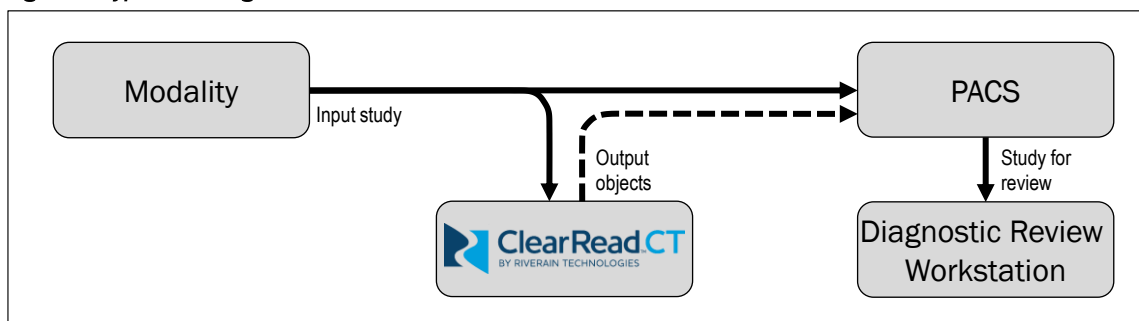 Modality
PACS
Input study
Output
objects
Study for
review
ClearRead.CT
BY RIVERAIN TECHNOLOGIES
Diagnostic Review
Workstation